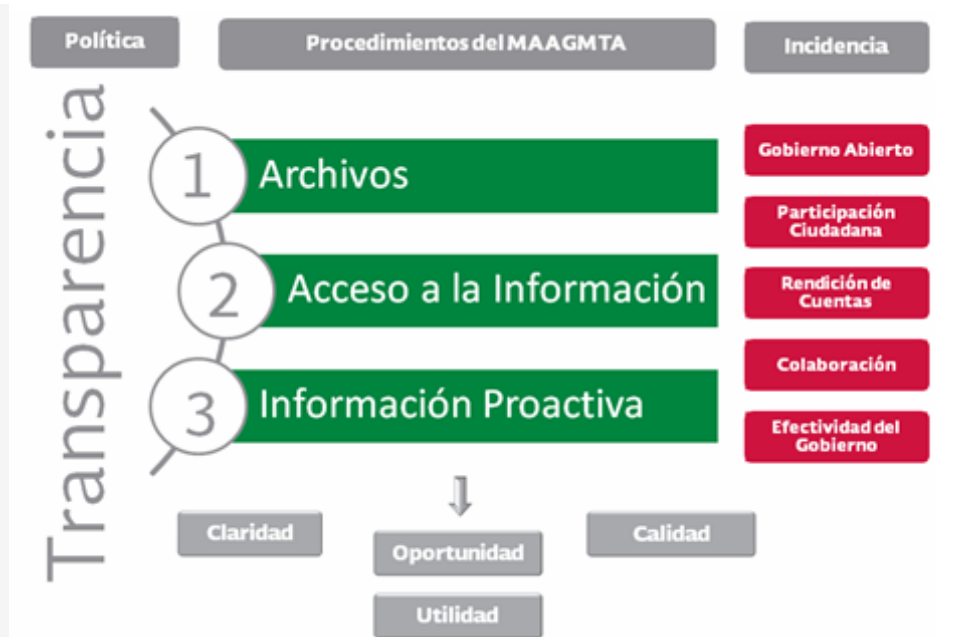 Política
Procedimientos del MAAGMTA
Incidencia
Transparencia
1
Archivos
2
Acceso a la Información
3
Información Proactiva
Gobierno Abierto
Participación
Ciudadana
Rendición de
Cuentas
Colaboración
Efectividad del
Gobierno
Claridad
Oportunidad
Calidad
Utilidad